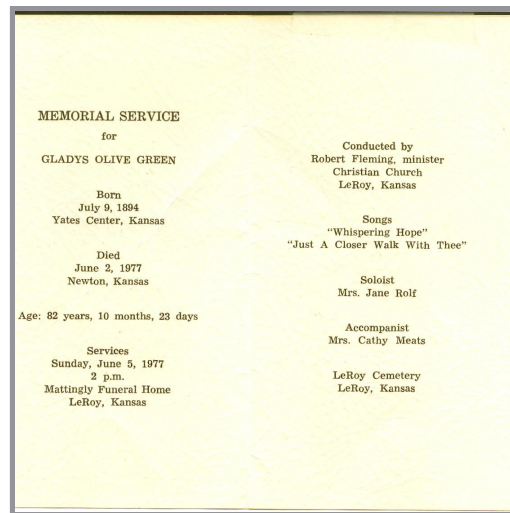 MEMORIAL SERVICE
for
GLADYS OLIVE GREEN
Born
July 9, 1894
Yates Center, Kansas
Died
June 2, 1977
Newton, Kansas
Age: 82 years, 10 months, 23 days
Services
Sunday, June 5, 1977
2 p.m.
Mattingly Funeral Home
LeRoy, Kansas
Conducted by
Robert Fleming, minister
Christian Church
LeRoy, Kansas
Songs
“Whispering Hope”
“Just A Closer Walk With Thee”
Soloist
Mrs. Jane Rolf
Accompanist
Mrs. Cathy Meats
LeRoy Cemetery
LeRoy, Kansas